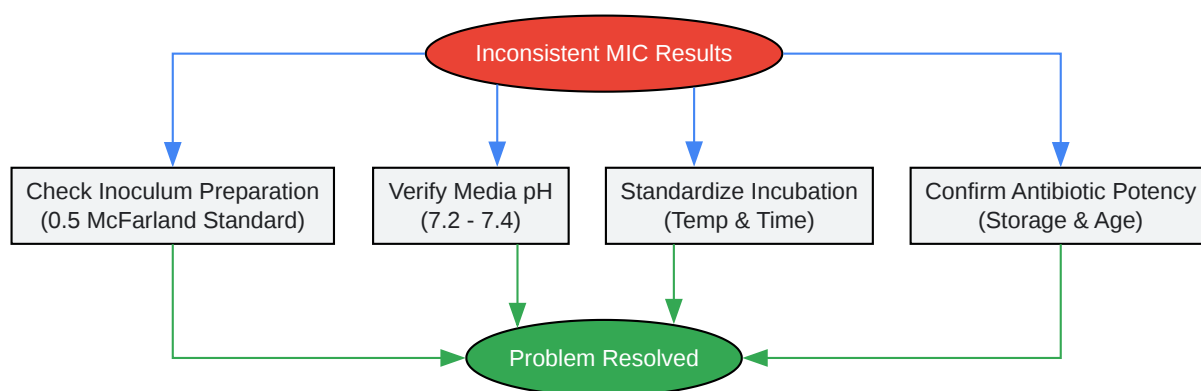 Inconsistent MIC Results
Check Inoculum Preparation
(0.5 McFarland Standard)
Verify Media pH
(7.2 - 7.4)
Standardize Incubation
(Temp & Time)
Confirm Antibiotic Potency
(Storage & Age)
Problem Resolved